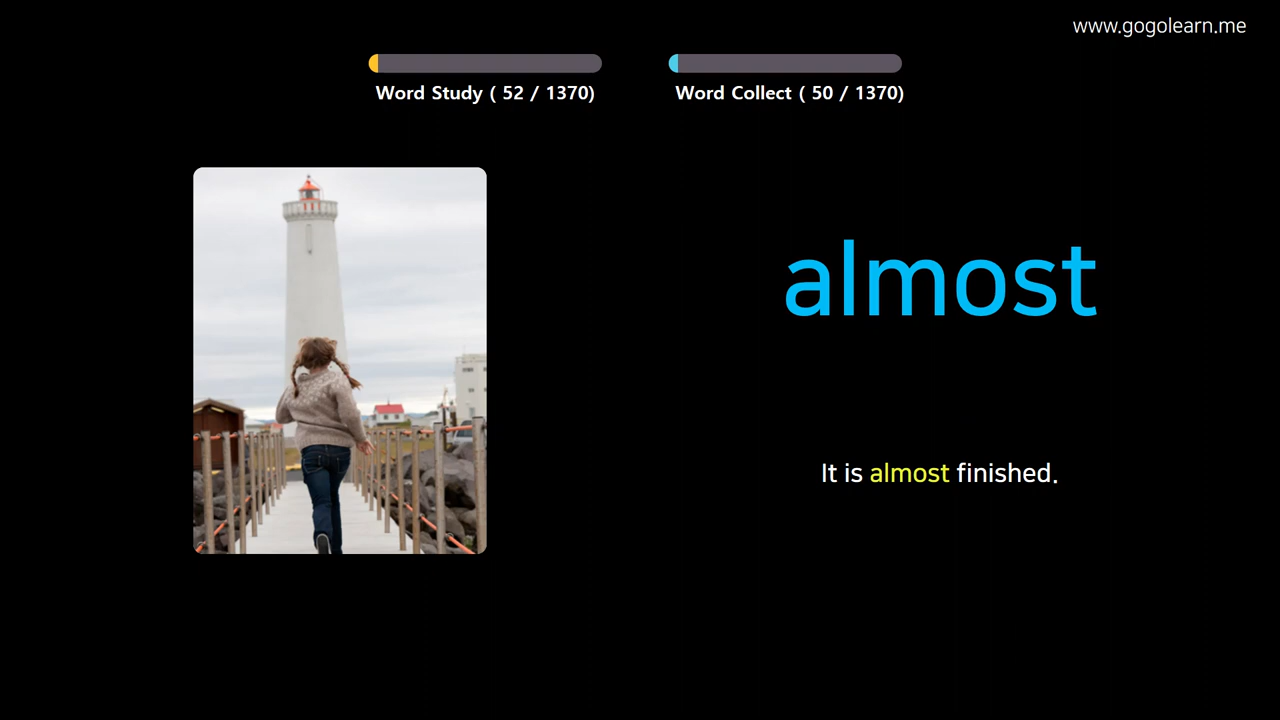 www.gogolearn.me
Word Study ( 52 / 1370)
Word Collect ( 50 / 1370)
almost
It is almost finished.